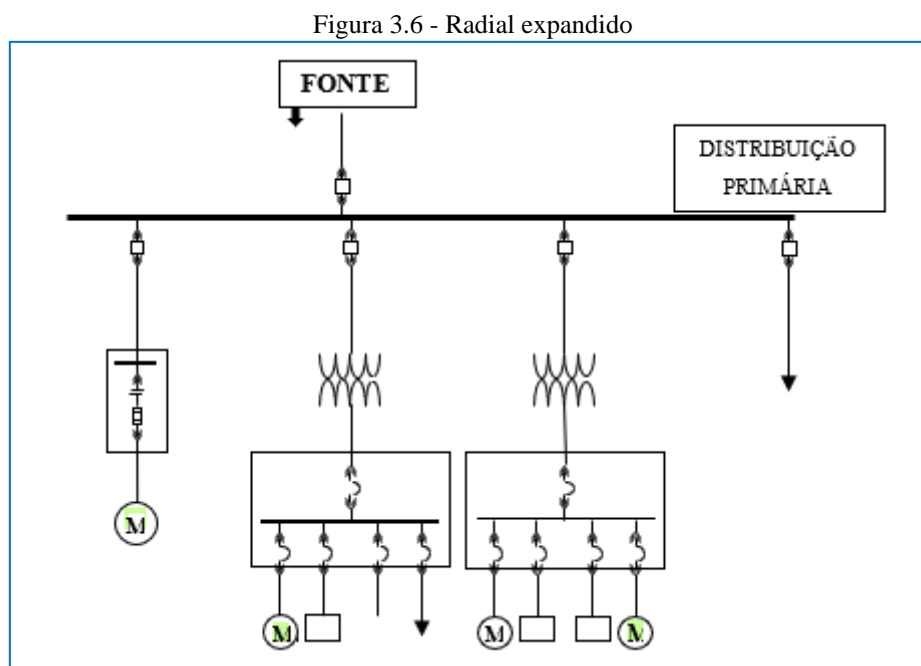 Figura 3.6 - Radial expandido
FONTE
DISTRIBUIÇÃO
PRIMÁRIA
M
M
M
M